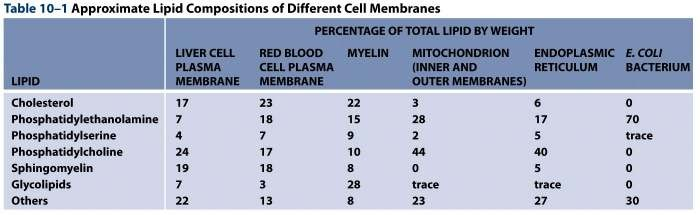 Table 10–1 Approximate Lipid Compositions of Different Cell Membranes
PERCENTAGE OF TOTAL LIPID BY WEIGHT
LIPID LIVER CELL PLASMA MEMBRANE RED BLOOD CELL PLASMA MEMBRANE MYELIN MITOCHONDRION (INNER AND OUTER MEMBRANES) ENDOPLASMIC RETICULUM E. COLI BACTERIUM
Cholesterol 17 23 22 3 6 0
Phosphatidylethanolamine 7 18 15 28 17 70
Phosphatidylserine 4 7 9 2 5 trace
Phosphatidylcholine 24 17 10 44 40 0
Sphingomyelin 19 18 8 0 5 0
Glycolipids 7 3 28 trace trace 0
Others 22 13 8 23 27 30